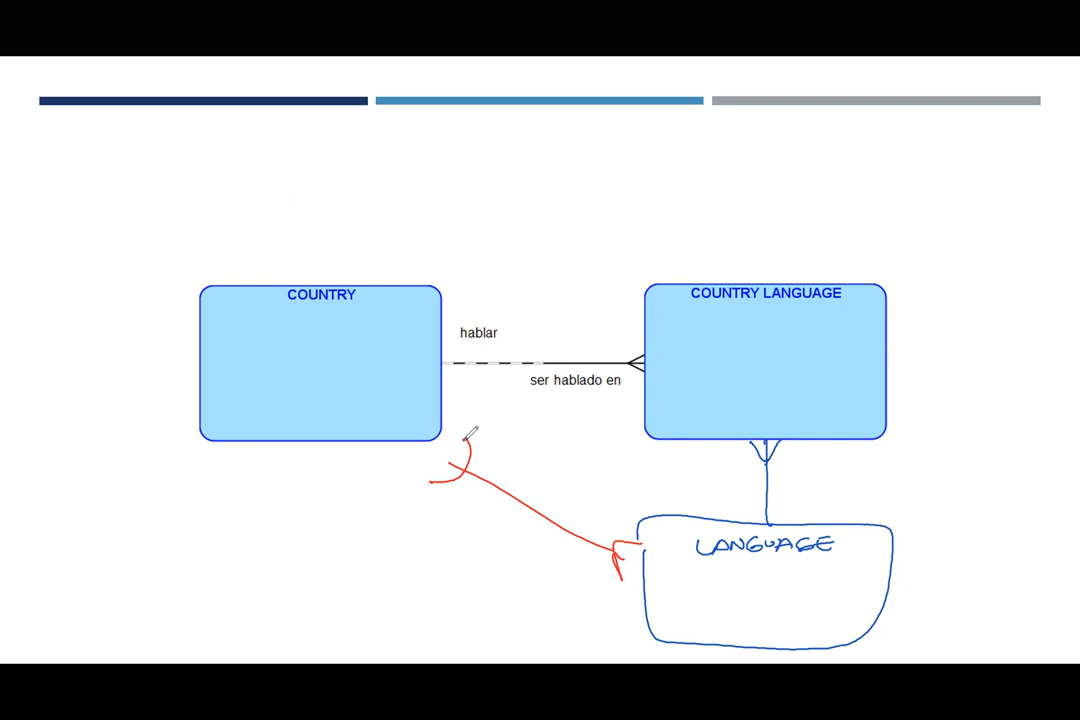 COUNTRY
COUNTRY LANGUAGE
hablar
ser hablado en
LANGUAGE